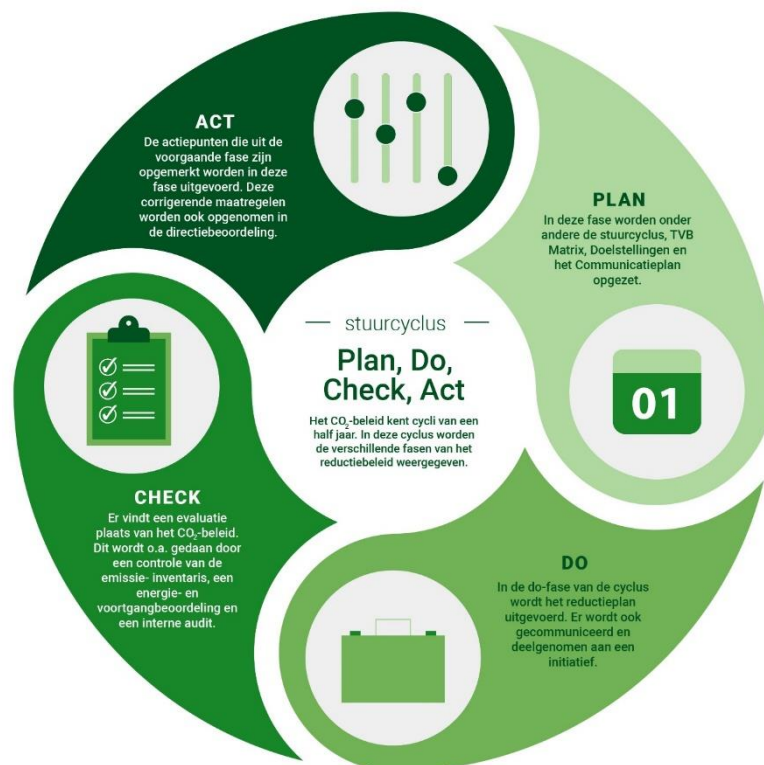 stuurcyclus
Plan, Do,
Check, Act
Het CO₂-beleid kent cycli van een
half jaar. In deze cyclus worden
de verschillende fasen van het
reductiebeleid weergegeven.
PLAN
In deze fase worden onder
andere de stuurcyclus, TVB
Matrix, Doelstellingen en
het Communicatieplan
opgezet.
01
DO
In de do-fase van de cyclus
wordt het reductieplan
uitgevoerd. Er wordt ook
gecommuniceerd en
deelgenomen aan een
initiatief.
CHECK
Er vindt een evaluatie
plaats van het CO₂-beleid.
Dit wordt o.a. gedaan door
een controle van de
emissie- inventaris, een
energie- en
voortgangbeoordeling en
een interne audit.
ACT
De actiepunten die uit de
voorgaande fase zijn
opgemerkt worden in deze
fase uitgevoerd. Deze
corrigerende maatregelen
worden ook opgenomen in
de directiebeoordeling.